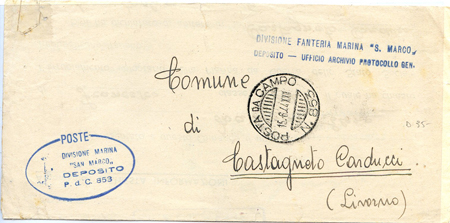 DIVISIONE FANTERIA MARINA "S. MARCO"
DEPOSITO — UFFICIO ARCHIVIO PROTOCOLLO GEN.
Comune
POSTA DA CAMPO
N. 853
di
POSTE
DIVISIONE MARINA
"SAN MARCO"
DEPOSITO
P. d. C. 853
Castagneto Carducci
(Livorno)